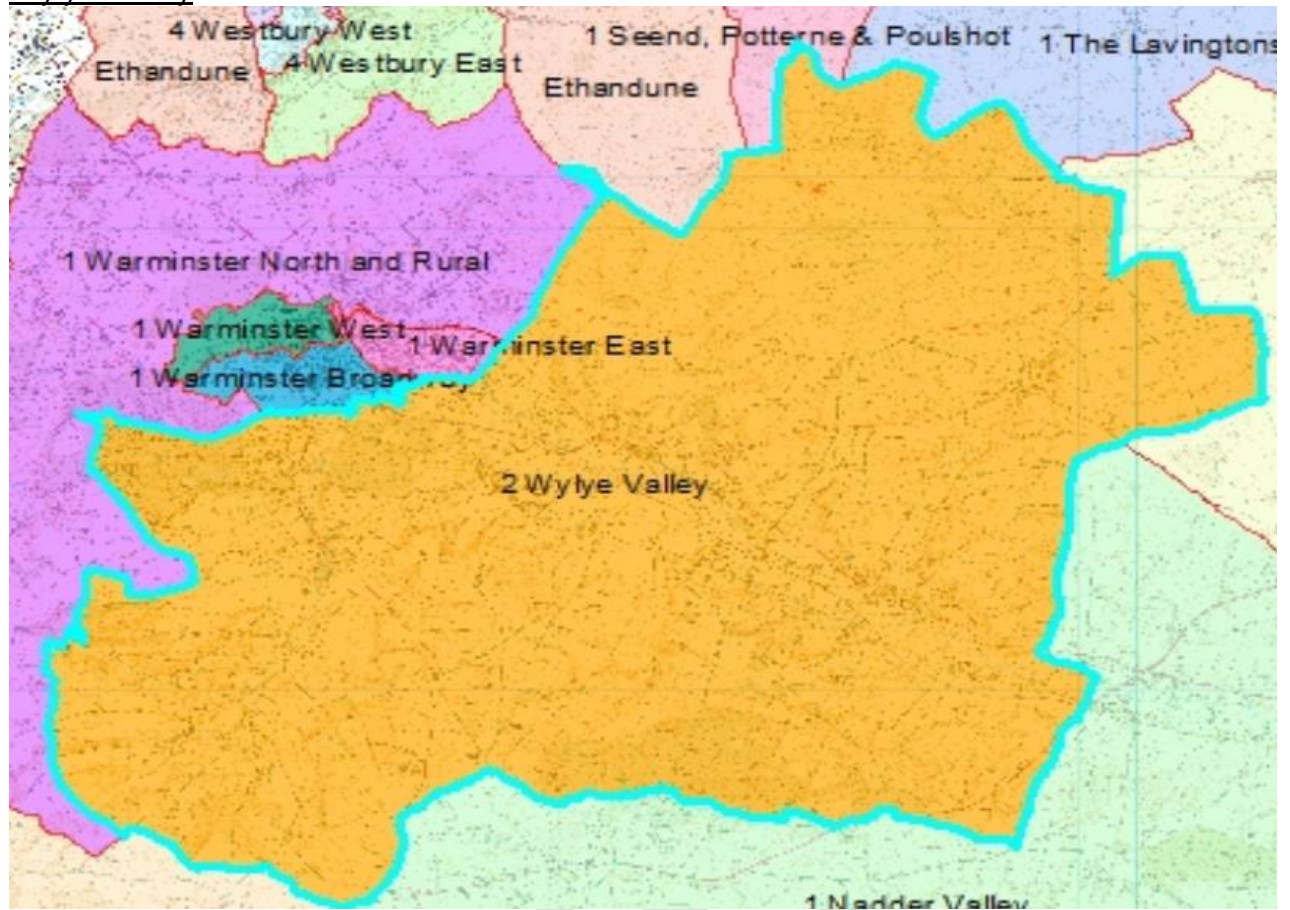 4 Westbury West
1 Seend, Potterne & Poulshot
1 The Lavingtons
Ethandune
4 Westbury East
Ethandune
1 Warminster North and Rural
1 Warminster West
1 Warminster East
1 Warminster Broadway
2 Wylye Valley
1 Nadder Valley